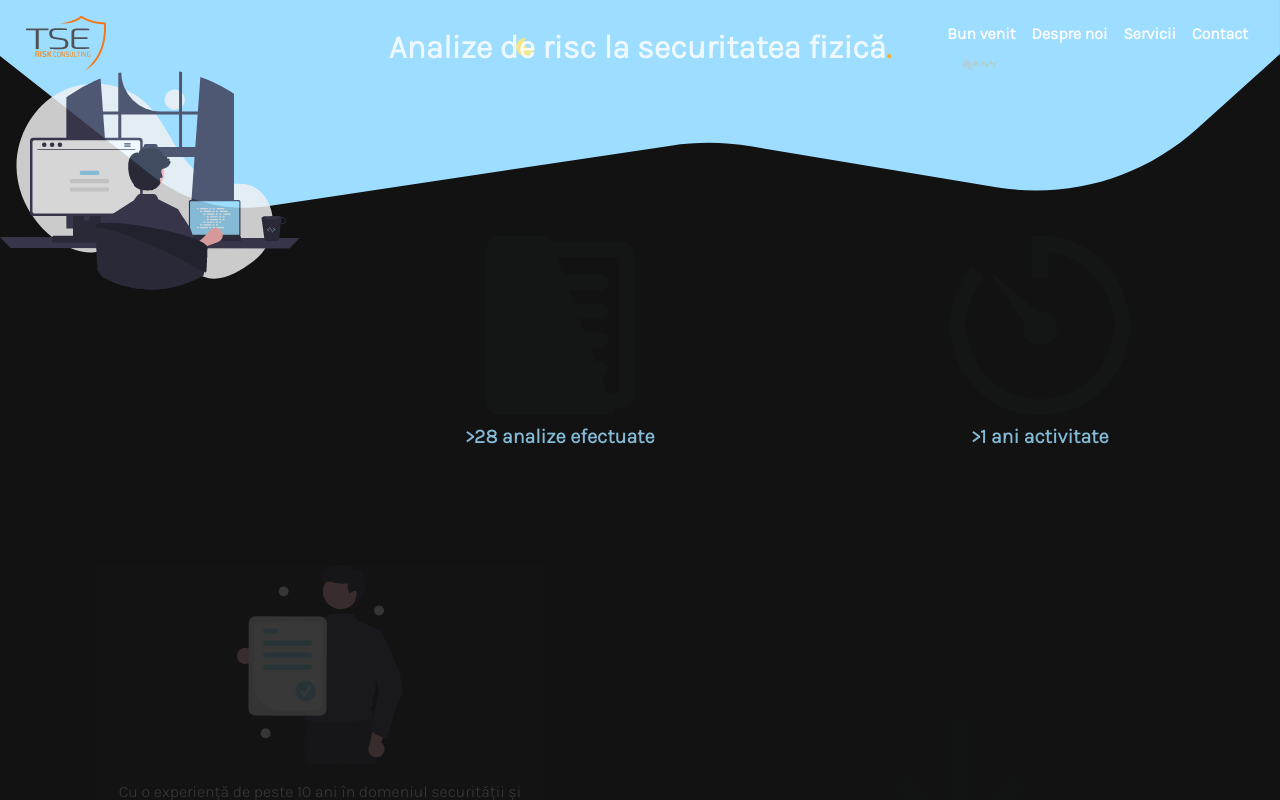 TSE
RISK CONSULTING
Analize de risc la securitatea fizică.
Bun venit
Despre noi
Servicii
Contact
>28 analize efectuate
>1 ani activitate
Cu o experiență de peste 10 ani în domeniul securității și